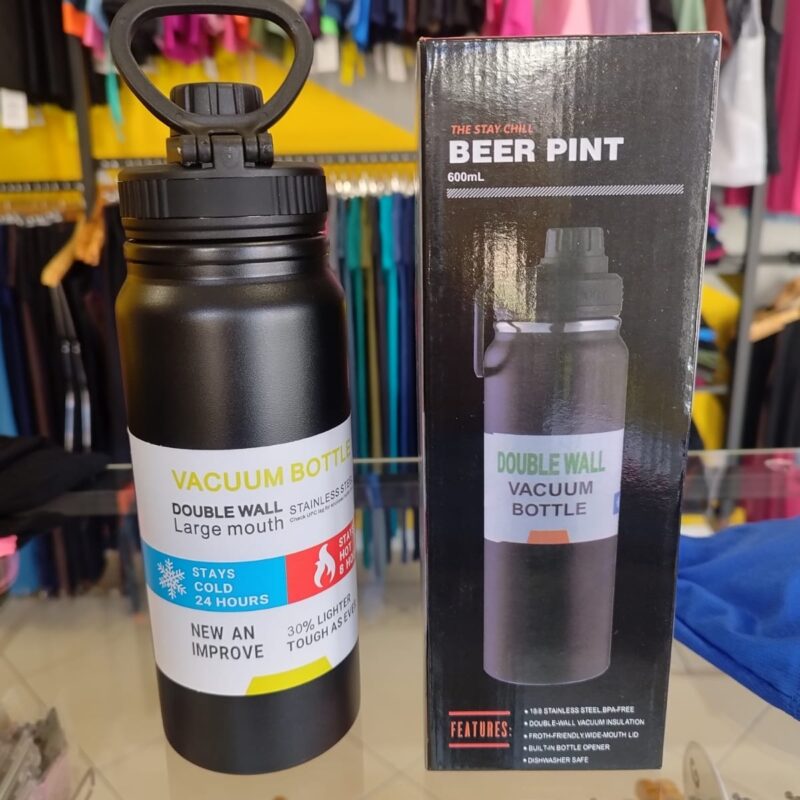 VACUUM BOTTLE
DOUBLE WALL
Large mouth
STAINLESS STEE
STAYS
COLD
24 HOURS
STAYS
HOT
8 HO
NEW AN
IMPROVE
30% LIGHTER
TOUGH AS EVER
THE STAY CHILL
BEER PINT
600mL
DOUBLE WALL
VACUUM
BOTTLE
FEATURES:
• 18/8 STAINLESS STEEL,BPA-FREE
• DOUBLE-WALL VACUUM INSULATION
• FROTH-FRIENDLY,WIDE-MOUTH LID
• BUILT-IN BOTTLE OPENER
• DISHWASHER SAFE